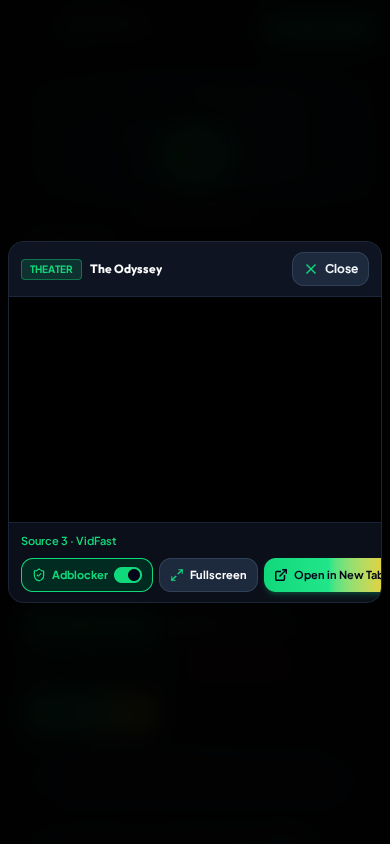 THEATER The Odyssey Close
Source 3 · VidFast
Adblocker Fullscreen Open in New Tab